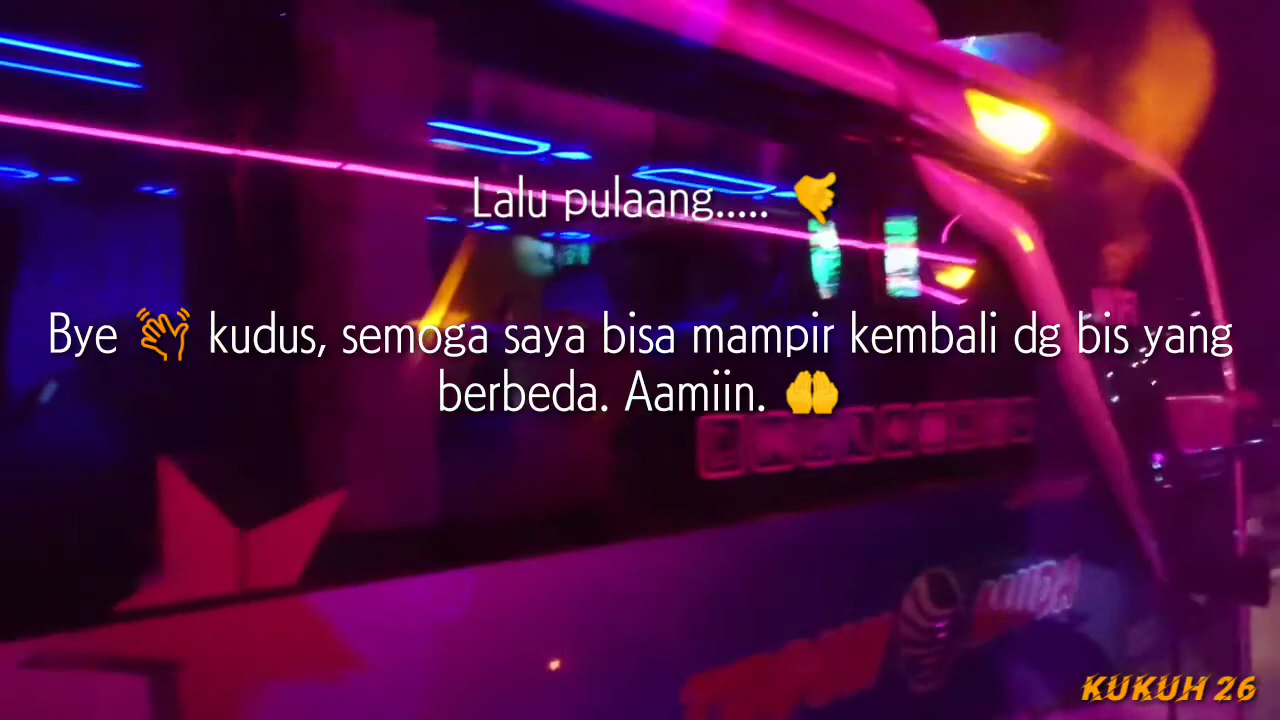 Lalu pulaang..... 🤙
Bye 👋 kudus, semoga saya bisa mampir kembali dg bis yang
berbeda. Aamiin. 🤲
KUKUH 26